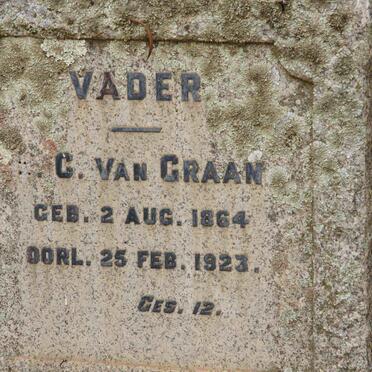 VADER
C. VAN GRAAN
GEB. 2 AUG. 1864
OORL. 25 FEB. 1923.
GES. 12.